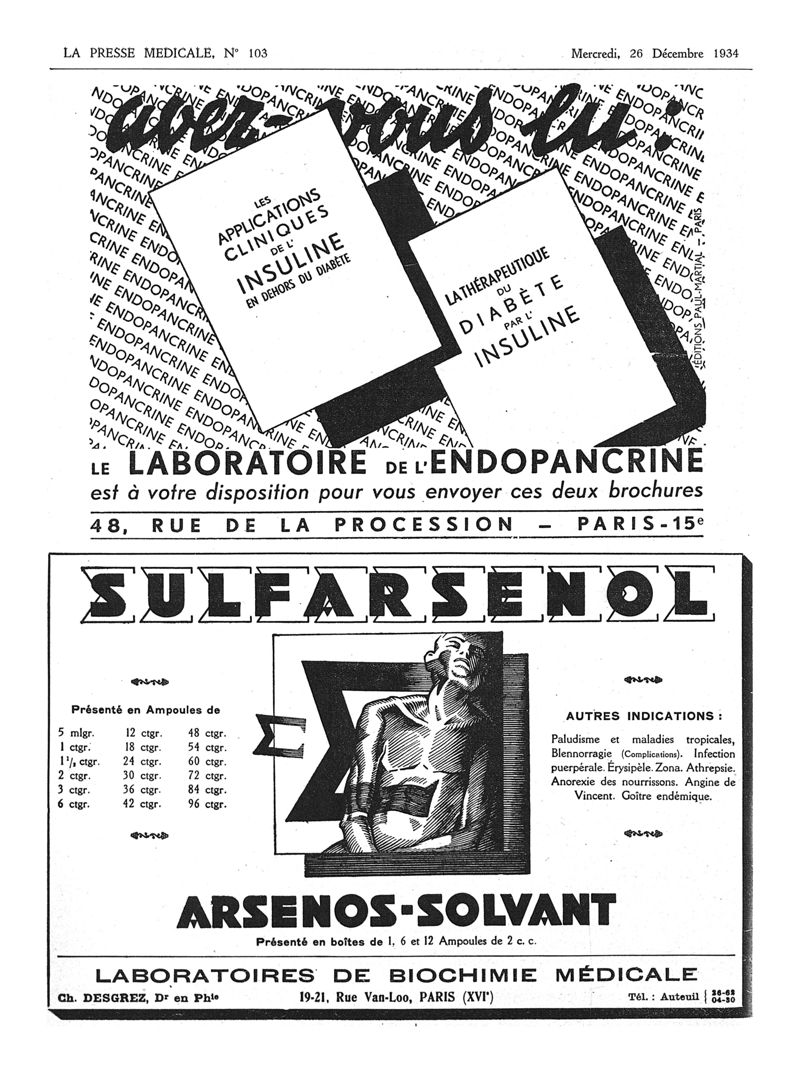 LA PRESSE MEDICALE, N° 103
Mercredi, 26 Décembre 1934
avez-vous lu :
LES
APPLICATIONS
CLINIQUES
DE L'
INSULINE
EN DEHORS DU DIABÈTE
LA THÉRAPEUTIQUE
DU
DIABÈTE
PAR L'
INSULINE
ENDOPANCRINE ENDOPANCRINE ENDOPANCRINE
ÉDITIONS PAUL-MARTIAL - PARIS
LE LABORATOIRE DE L'ENDOPANCRINE
est à votre disposition pour vous envoyer ces deux brochures
48, RUE DE LA PROCESSION — PARIS-15e
SULFARSENOL
Présenté en Ampoules de
5 mlgr. 12 ctgr. 48 ctgr.
1 ctgr. 18 ctgr. 54 ctgr.
1 1/2 ctgr. 24 ctgr. 60 ctgr.
2 ctgr. 30 ctgr. 72 ctgr.
3 ctgr. 36 ctgr. 84 ctgr.
6 ctgr. 42 ctgr. 96 ctgr.
AUTRES INDICATIONS :
Paludisme et maladies tropicales,
Blennorragie (Complications). Infection
puerpérale. Érysipèle. Zona. Athrepsie.
Anorexie des nourrissons. Angine de
Vincent. Goître endémique.
ARSENOS-SOLVANT
Présenté en boîtes de 1, 6 et 12 Ampoules de 2 c. c.
LABORATOIRES DE BIOCHIMIE MÉDICALE
Ch. DESGREZ, Dr en Phie
19-21, Rue Van-Loo, PARIS (XVIe)
Tél. : Auteuil { 26-62
04-30